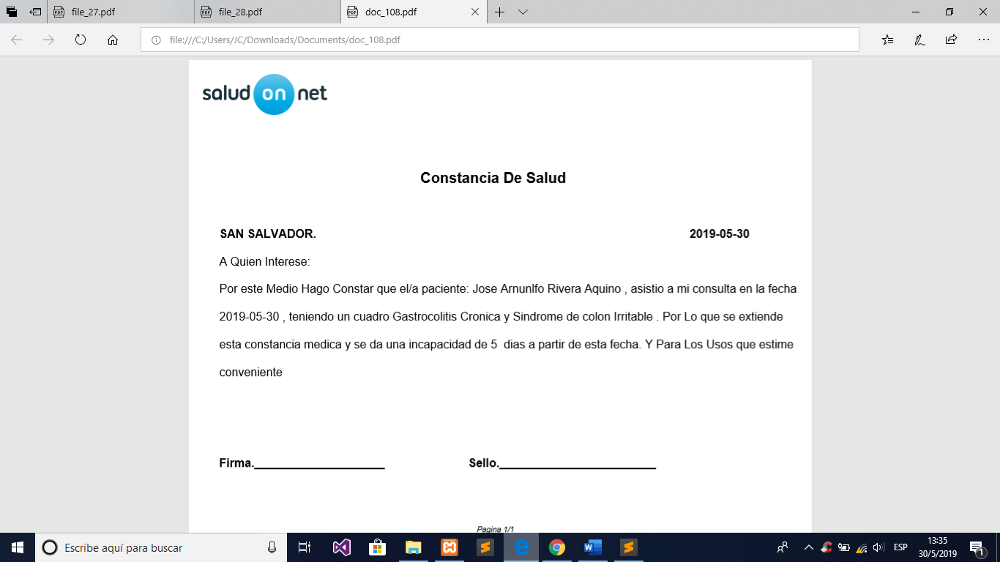 file_27.pdf file_28.pdf doc_108.pdf
file:///C:/Users/JC/Downloads/Documents/doc_108.pdf
salud on net
Constancia De Salud
SAN SALVADOR. 2019-05-30
A Quien Interese:
Por este Medio Hago Constar que el/a paciente: Jose Arnunlfo Rivera Aquino , asistio a mi consulta en la fecha
2019-05-30 , teniendo un cuadro Gastrocolitis Cronica y Sindrome de colon Irritable . Por Lo que se extiende
esta constancia medica y se da una incapacidad de 5 dias a partir de esta fecha. Y Para Los Usos que estime
conveniente
Firma.____________________ Sello.________________________
Pagina 1/1
Escribe aquí para buscar
ESP
13:35
30/5/2019
1